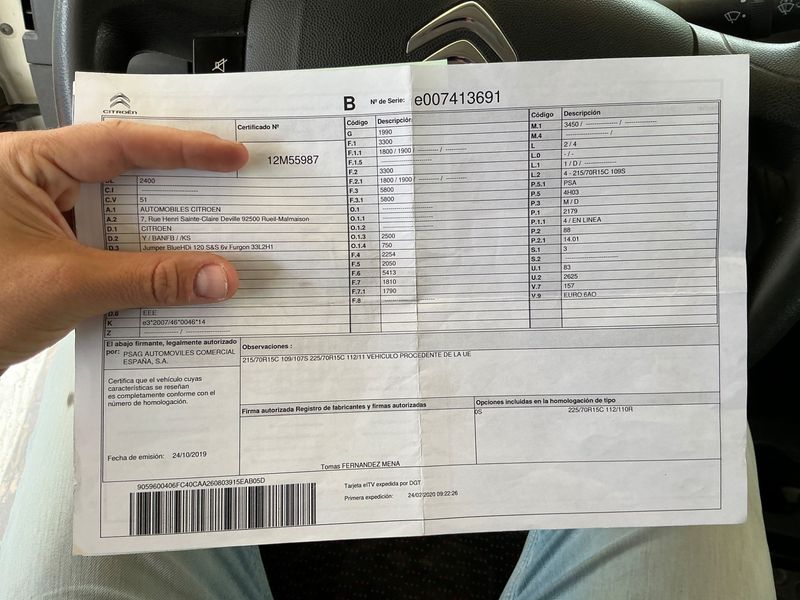 CITROËN
B
Nº de Serie: e007413691
Certificado Nº
12M55987
2400
C.I ---------------
C.V 51
A.1 AUTOMOBILES CITROEN
A.2 7, Rue Henri Sainte-Claire Deville 92500 Rueil-Malmaison
D.1 CITROEN
D.2 Y / BANFB / /KS
D.3 Jumper BlueHDi 120 S&S 6v Furgon 33L2H1
D.6 EEE
K e3*2007/46*0046*14
Z --------------- / ---------------
Código Descripción
G 1990
F.1 3300
F.1.1 1800 / 1900 / --------- / ---------
F.1.5 ---------------
F.2 3300
F.2.1 1800 / 1900 / --------- / ---------
F.3 5800
F.3.1 5800
O.1 ---------------
O.1.1 ---------------
O.1.2 ---------------
O.1.3 2500
O.1.4 750
F.4 2254
F.5 2050
F.6 5413
F.7 1810
F.7.1 1790
F.8 ---------------
Código Descripción
M.1 3450 / --------- / ---------
M.4 --------------- /
L 2 / 4
L.0 - / -
L.1 1 / D / ---------
L.2 4 - 215/70R15C 109S
P.5.1 PSA
P.5 4H03
P.3 M / D
P.1 2179
P.1.1 4 / EN LINEA
P.2 88
P.2.1 14.01
S.1 3
S.2 ---------------
U.1 83
U.2 2625
V.7 157
V.9 EURO 6AO
El abajo firmante, legalmente autorizado
por: PSAG AUTOMOVILES COMERCIAL
ESPAÑA, S.A.
Certifica que el vehículo cuyas
características se reseñan
es completamente conforme con el
número de homologación.
Fecha de emisión: 24/10/2019
Observaciones :
215/70R15C 109/107S 225/70R15C 112/11 VEHICULO PROCEDENTE DE LA UE
Firma autorizada Registro de fabricantes y firmas autorizadas
Tomas FERNANDEZ MENA
Opciones incluidas en la homologación de tipo
0S 225/70R15C 112/110R
9059600406FC40CAA260803915EAB05D
Tarjeta eITV expedida por DGT
Primera expedición: 24/02/2020 09:22:26